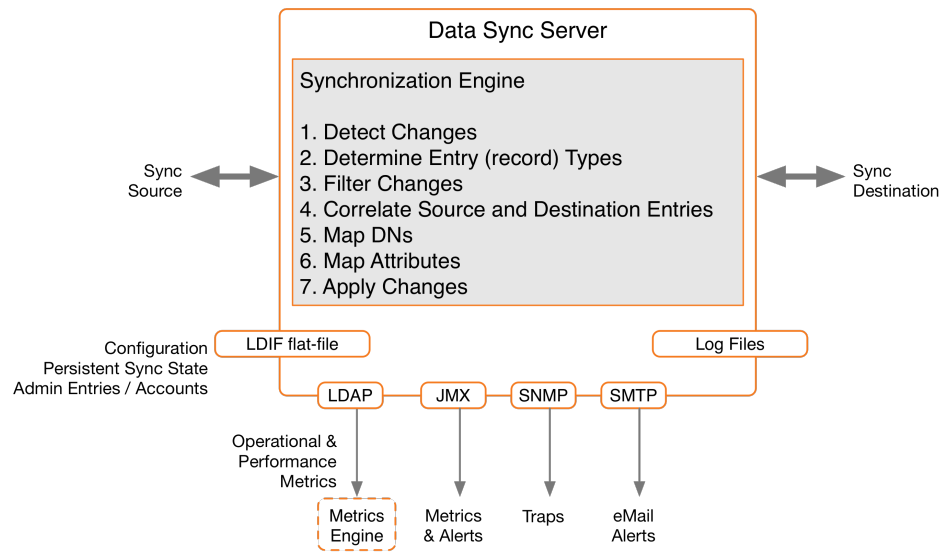 Data Sync Server
Synchronization Engine
1. Detect Changes
2. Determine Entry (record) Types
3. Filter Changes
4. Correlate Source and Destination Entries
5. Map DNs
6. Map Attributes
7. Apply Changes
Sync
Source
Sync
Destination
Configuration
Persistent Sync State
Admin Entries / Accounts
LDIF flat-file
Log Files
LDAP
JMX
SNMP
SMTP
Operational &
Performance
Metrics
Metrics
Engine
Metrics
& Alerts
Traps
eMail
Alerts